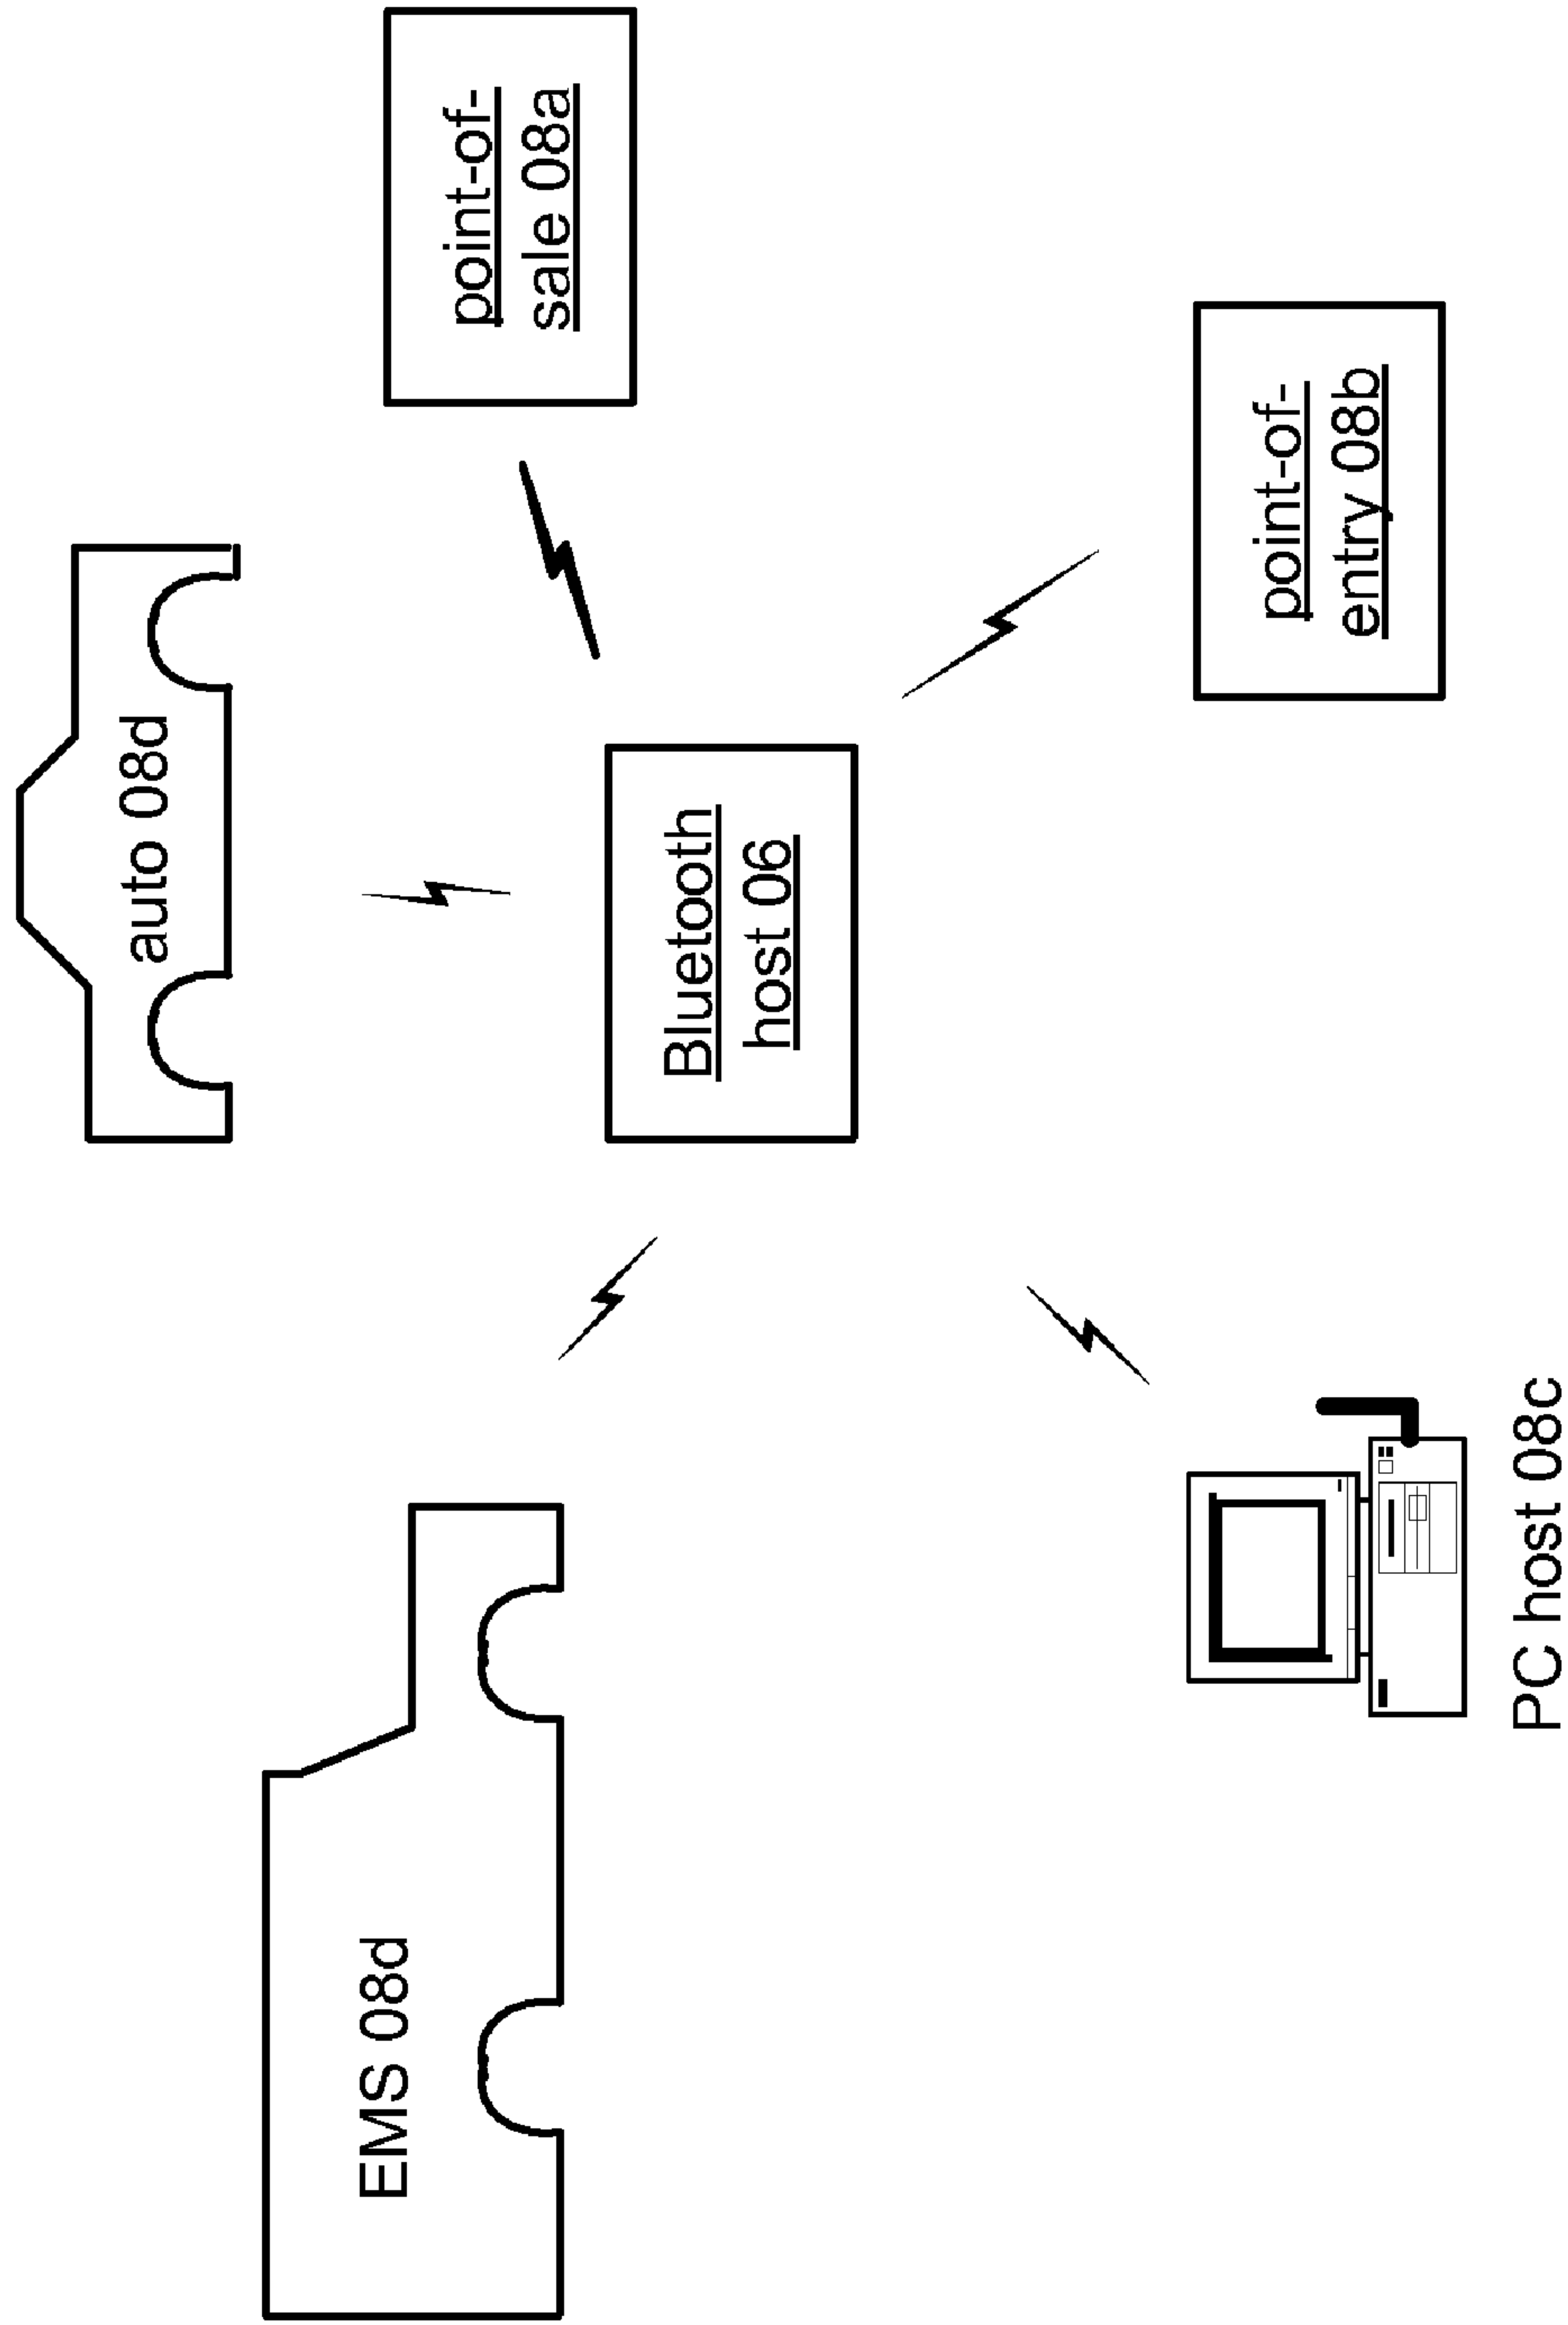 auto 08d
point-of-
sale 08a
EMS 08d
Bluetooth
host 06
point-of-
entry 08b
PC host 08c